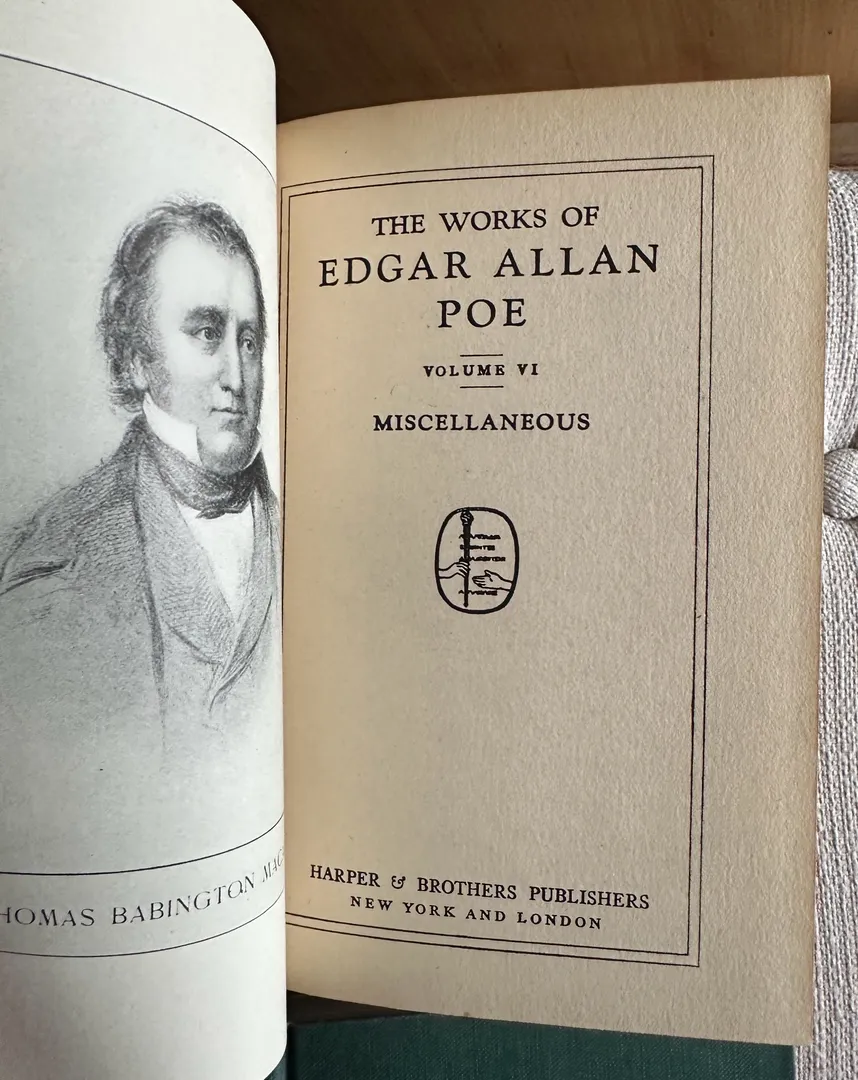 HOMAS BABINGTON MAC
THE WORKS OF
EDGAR ALLAN
POE
VOLUME VI
MISCELLANEOUS
HARPER & BROTHERS PUBLISHERS
NEW YORK AND LONDON